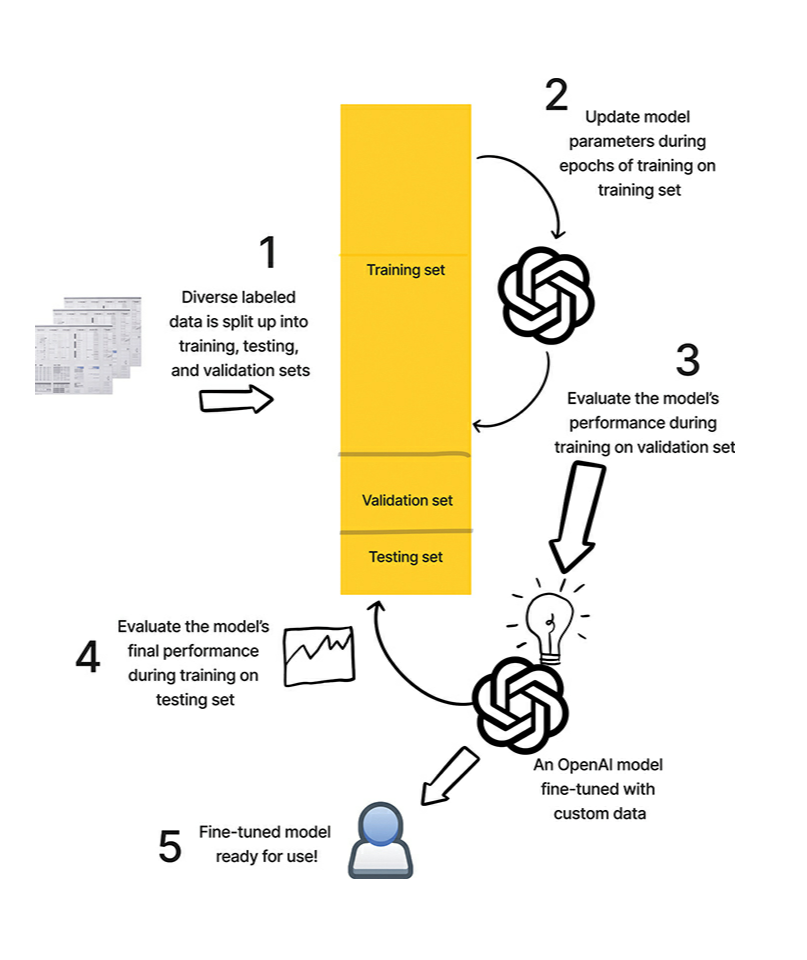 1
Diverse labeled
data is split up into
training, testing,
and validation sets
Training set
Validation set
Testing set
2
Update model
parameters during
epochs of training on
training set
3
Evaluate the model's
performance during
training on validation set
An OpenAI model
fine-tuned with
custom data
4
Evaluate the model's
final performance
during training on
testing set
5
Fine-tuned model
ready for use!